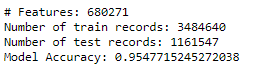 # Features: 680271
Number of train records: 3484640
Number of test records: 1161547
Model Accuracy: 0.9547715245272038